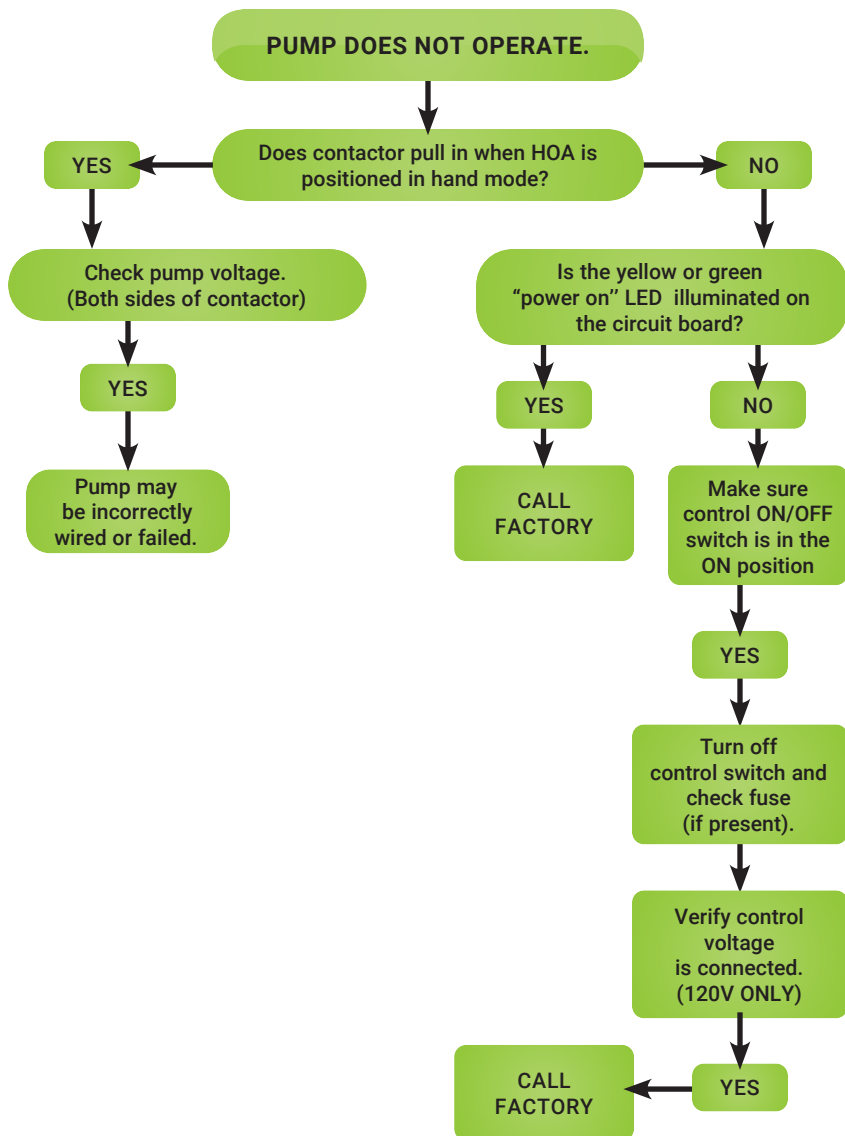 PUMP DOES NOT OPERATE.
Does contactor pull in when HOA is
positioned in hand mode?
YES
NO
Check pump voltage.
(Both sides of contactor)
Is the yellow or green
“power on’’ LED illuminated on
the circuit board?
YES
YES
NO
Pump may
be incorrectly
wired or failed.
CALL
FACTORY
Make sure
control ON/OFF
switch is in the
ON position
YES
Turn off
control switch and
check fuse
(if present).
Verify control
voltage
is connected.
(120V ONLY)
YES
CALL
FACTORY